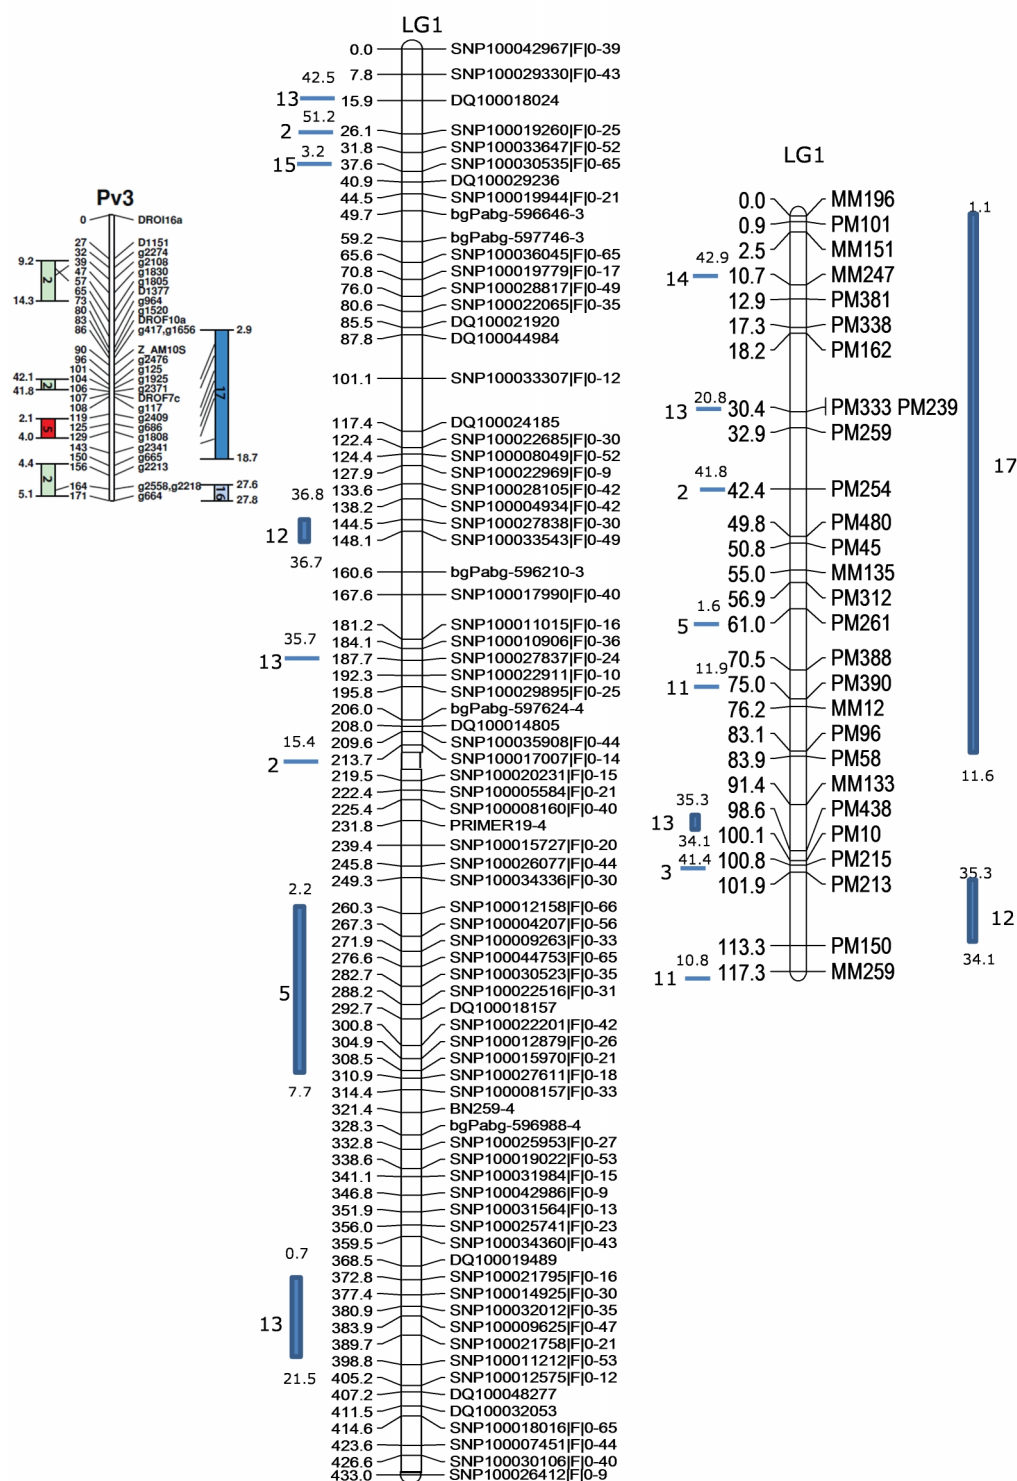 LG1
0.0 SNP100042967|F|0-39
7.8 SNP100029330|F|0-43
42.5
13 15.9 DQ100018024
51.2
2 26.1 SNP100019260|F|0-25
31.8 SNP100033647|F|0-52
3.2
15 37.6 SNP100030535|F|0-65
40.9 DQ100029236
44.5 SNP100019944|F|0-21
49.7 bgPabg-596646-3
59.2 bgPabg-597746-3
65.6 SNP100036045|F|0-65
70.8 SNP100019779|F|0-17
76.0 SNP100028817|F|0-49
80.6 SNP100022065|F|0-35
85.5 DQ100021920
87.8 DQ100044984
101.1 SNP100033307|F|0-12
117.4 DQ100024185
122.4 SNP100022685|F|0-30
124.4 SNP100008049|F|0-52
127.9 SNP100022969|F|0-9
133.6 SNP100028105|F|0-42
36.8
138.2 SNP100004934|F|0-42
12
144.5 SNP100027838|F|0-30
148.1 SNP100033543|F|0-49
36.7
160.6 bgPabg-596210-3
167.6 SNP100017990|F|0-40
181.2 SNP100011015|F|0-16
35.7
184.1 SNP100010906|F|0-36
13 187.7 SNP100027837|F|0-24
192.3 SNP100022911|F|0-10
195.8 SNP100029895|F|0-25
206.0 bgPabg-597624-4
208.0 DQ100014805
15.4
209.6 SNP100035908|F|0-44
2 213.7 SNP100017007|F|0-14
219.5 SNP100020231|F|0-15
222.4 SNP100005584|F|0-21
225.4 SNP100008160|F|0-40
231.8 PRIMER19-4
239.4 SNP100015727|F|0-20
245.8 SNP100026077|F|0-44
249.3 SNP100034336|F|0-30
2.2
260.3 SNP100012158|F|0-66
267.3 SNP100004207|F|0-56
271.9 SNP100009263|F|0-33
276.6 SNP100044753|F|0-65
282.7 SNP100030523|F|0-35
5
288.2 SNP100022516|F|0-31
292.7 DQ100018157
300.8 SNP100022201|F|0-42
304.9 SNP100012879|F|0-26
308.5 SNP100015970|F|0-21
310.9 SNP100027611|F|0-18
7.7
314.4 SNP100008157|F|0-33
321.4 BN259-4
328.3 bgPabg-596988-4
332.8 SNP100025953|F|0-27
338.6 SNP100019022|F|0-53
341.1 SNP100031984|F|0-15
346.8 SNP100042986|F|0-9
351.9 SNP100031564|F|0-13
356.0 SNP100025741|F|0-23
359.5 SNP100034360|F|0-43
0.7
368.5 DQ100019489
372.8 SNP100021795|F|0-16
377.4 SNP100014925|F|0-30
380.9 SNP100032012|F|0-35
13
383.9 SNP100009625|F|0-47
389.7 SNP100021758|F|0-21
398.8 SNP100011212|F|0-53
21.5
405.2 SNP100012575|F|0-12
407.2 DQ100048277
411.5 DQ100032053
414.6 SNP100018016|F|0-65
423.6 SNP100007451|F|0-44
426.6 SNP100030106|F|0-40
433.0 SNP100026412|F|0-9
Pv3
0 DROI16a
27 D1151
32 g2274
9.2
39 g2108
47 g1830
2
57 g1805
65 D1377
14.3
73 g964
80 g1520
83 DROF10a
86 g417,g1656
2.9
90 Z_AM10S
96 g2476
101 g125
42.1
104 g1925
2
41.8
106 g2371
17
107 DROF7c
108 g117
2.1
119 g2409
5
125 g686
4.0
129 g1808
143 g2341
150 g665
18.7
4.4
156 g2213
2
164 g2558,g2218
27.6
16
5.1
171 g664
27.8
LG1
0.0 MM196
1.1
0.9 PM101
2.5 MM151
42.9
14 10.7 MM247
12.9 PM381
17.3 PM338
18.2 PM162
20.8
13 30.4 PM333 PM239
32.9 PM259
17
41.8
2 42.4 PM254
49.8 PM480
50.8 PM45
55.0 MM135
56.9 PM312
1.6
5 61.0 PM261
70.5 PM388
11.9
11 75.0 PM390
76.2 MM12
83.1 PM96
83.9 PM58
11.6
91.4 MM133
35.3
98.6 PM438
13
100.1 PM10
34.1
41.4
100.8 PM215
3
35.3
101.9 PM213
12
113.3 PM150
34.1
10.8
11 117.3 MM259